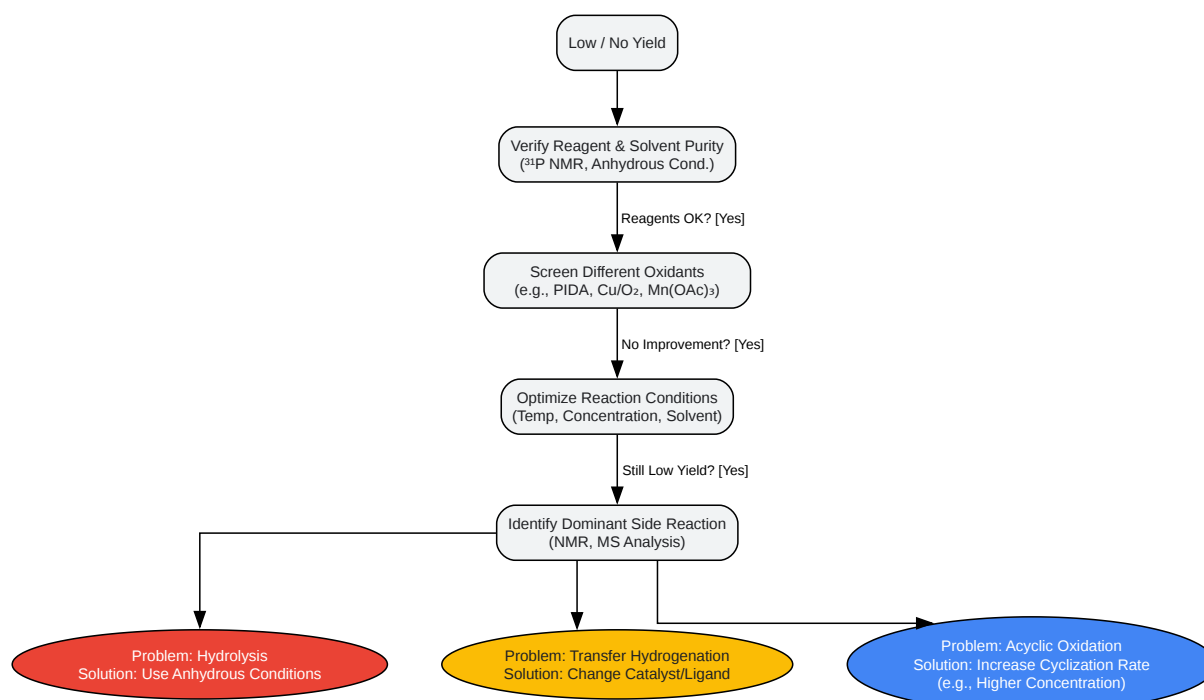 Low / No Yield
Verify Reagent & Solvent Purity
(³¹P NMR, Anhydrous Cond.)
Reagents OK? [Yes]
Screen Different Oxidants
(e.g., PIDA, Cu/O₂, Mn(OAc)₃)
No Improvement? [Yes]
Optimize Reaction Conditions
(Temp, Concentration, Solvent)
Still Low Yield? [Yes]
Identify Dominant Side Reaction
(NMR, MS Analysis)
Problem: Hydrolysis
Solution: Use Anhydrous Conditions
Problem: Transfer Hydrogenation
Solution: Change Catalyst/Ligand
Problem: Acyclic Oxidation
Solution: Increase Cyclization Rate
(e.g., Higher Concentration)